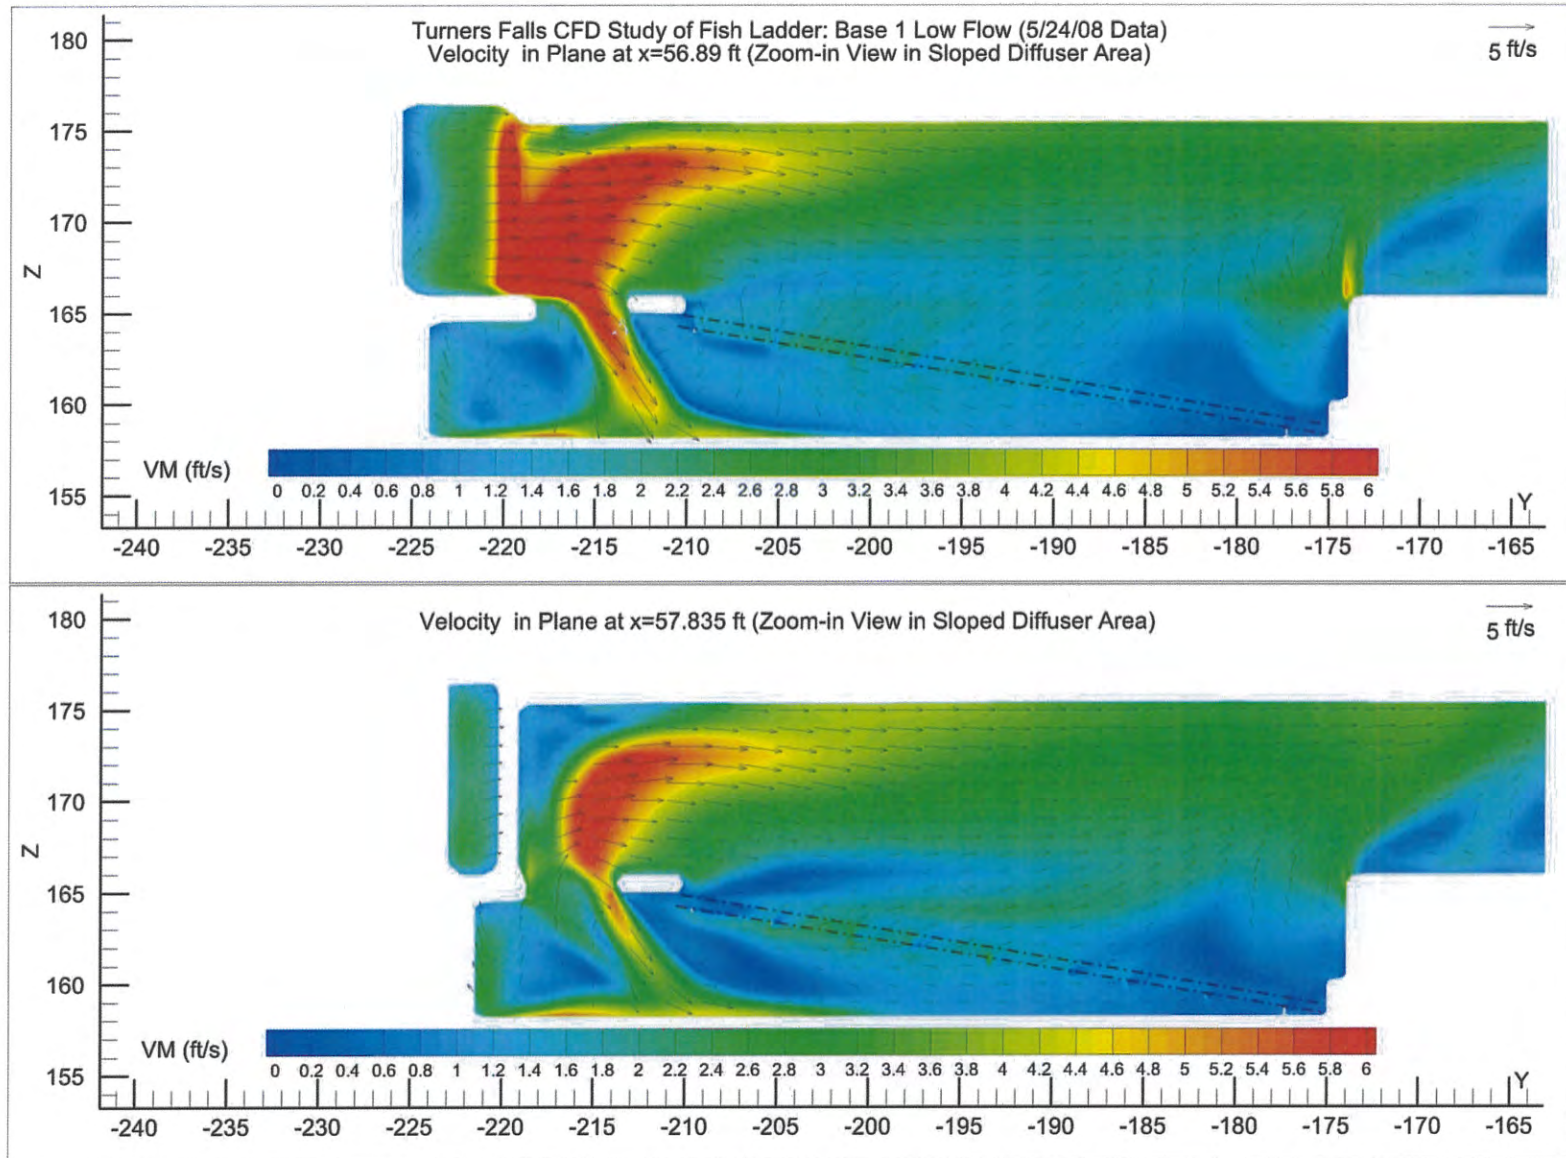 Turners Falls CFD Study of Fish Ladder: Base 1 Low Flow (5/24/08 Data)
Velocity in Plane at x=56.89 ft (Zoom-in View in Sloped Diffuser Area)
5 ft/s
180
175
170
165
160
155
Z
VM (ft/s)
0 0.2 0.4 0.6 0.8 1 1.2 1.4 1.6 1.8 2 2.2 2.4 2.6 2.8 3 3.2 3.4 3.6 3.8 4 4.2 4.4 4.6 4.8 5 5.2 5.4 5.6 5.8 6
Y
-240 -235 -230 -225 -220 -215 -210 -205 -200 -195 -190 -185 -180 -175 -170 -165
Velocity in Plane at x=57.835 ft (Zoom-in View in Sloped Diffuser Area)
5 ft/s
180
175
170
165
160
155
Z
VM (ft/s)
0 0.2 0.4 0.6 0.8 1 1.2 1.4 1.6 1.8 2 2.2 2.4 2.6 2.8 3 3.2 3.4 3.6 3.8 4 4.2 4.4 4.6 4.8 5 5.2 5.4 5.6 5.8 6
Y
-240 -235 -230 -225 -220 -215 -210 -205 -200 -195 -190 -185 -180 -175 -170 -165